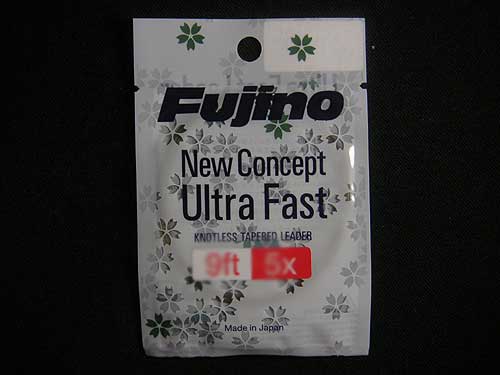 Fujino
New Concept
Ultra Fast
KNOTLESS TAPERED LEADER
9ft 5x
Made in Japan